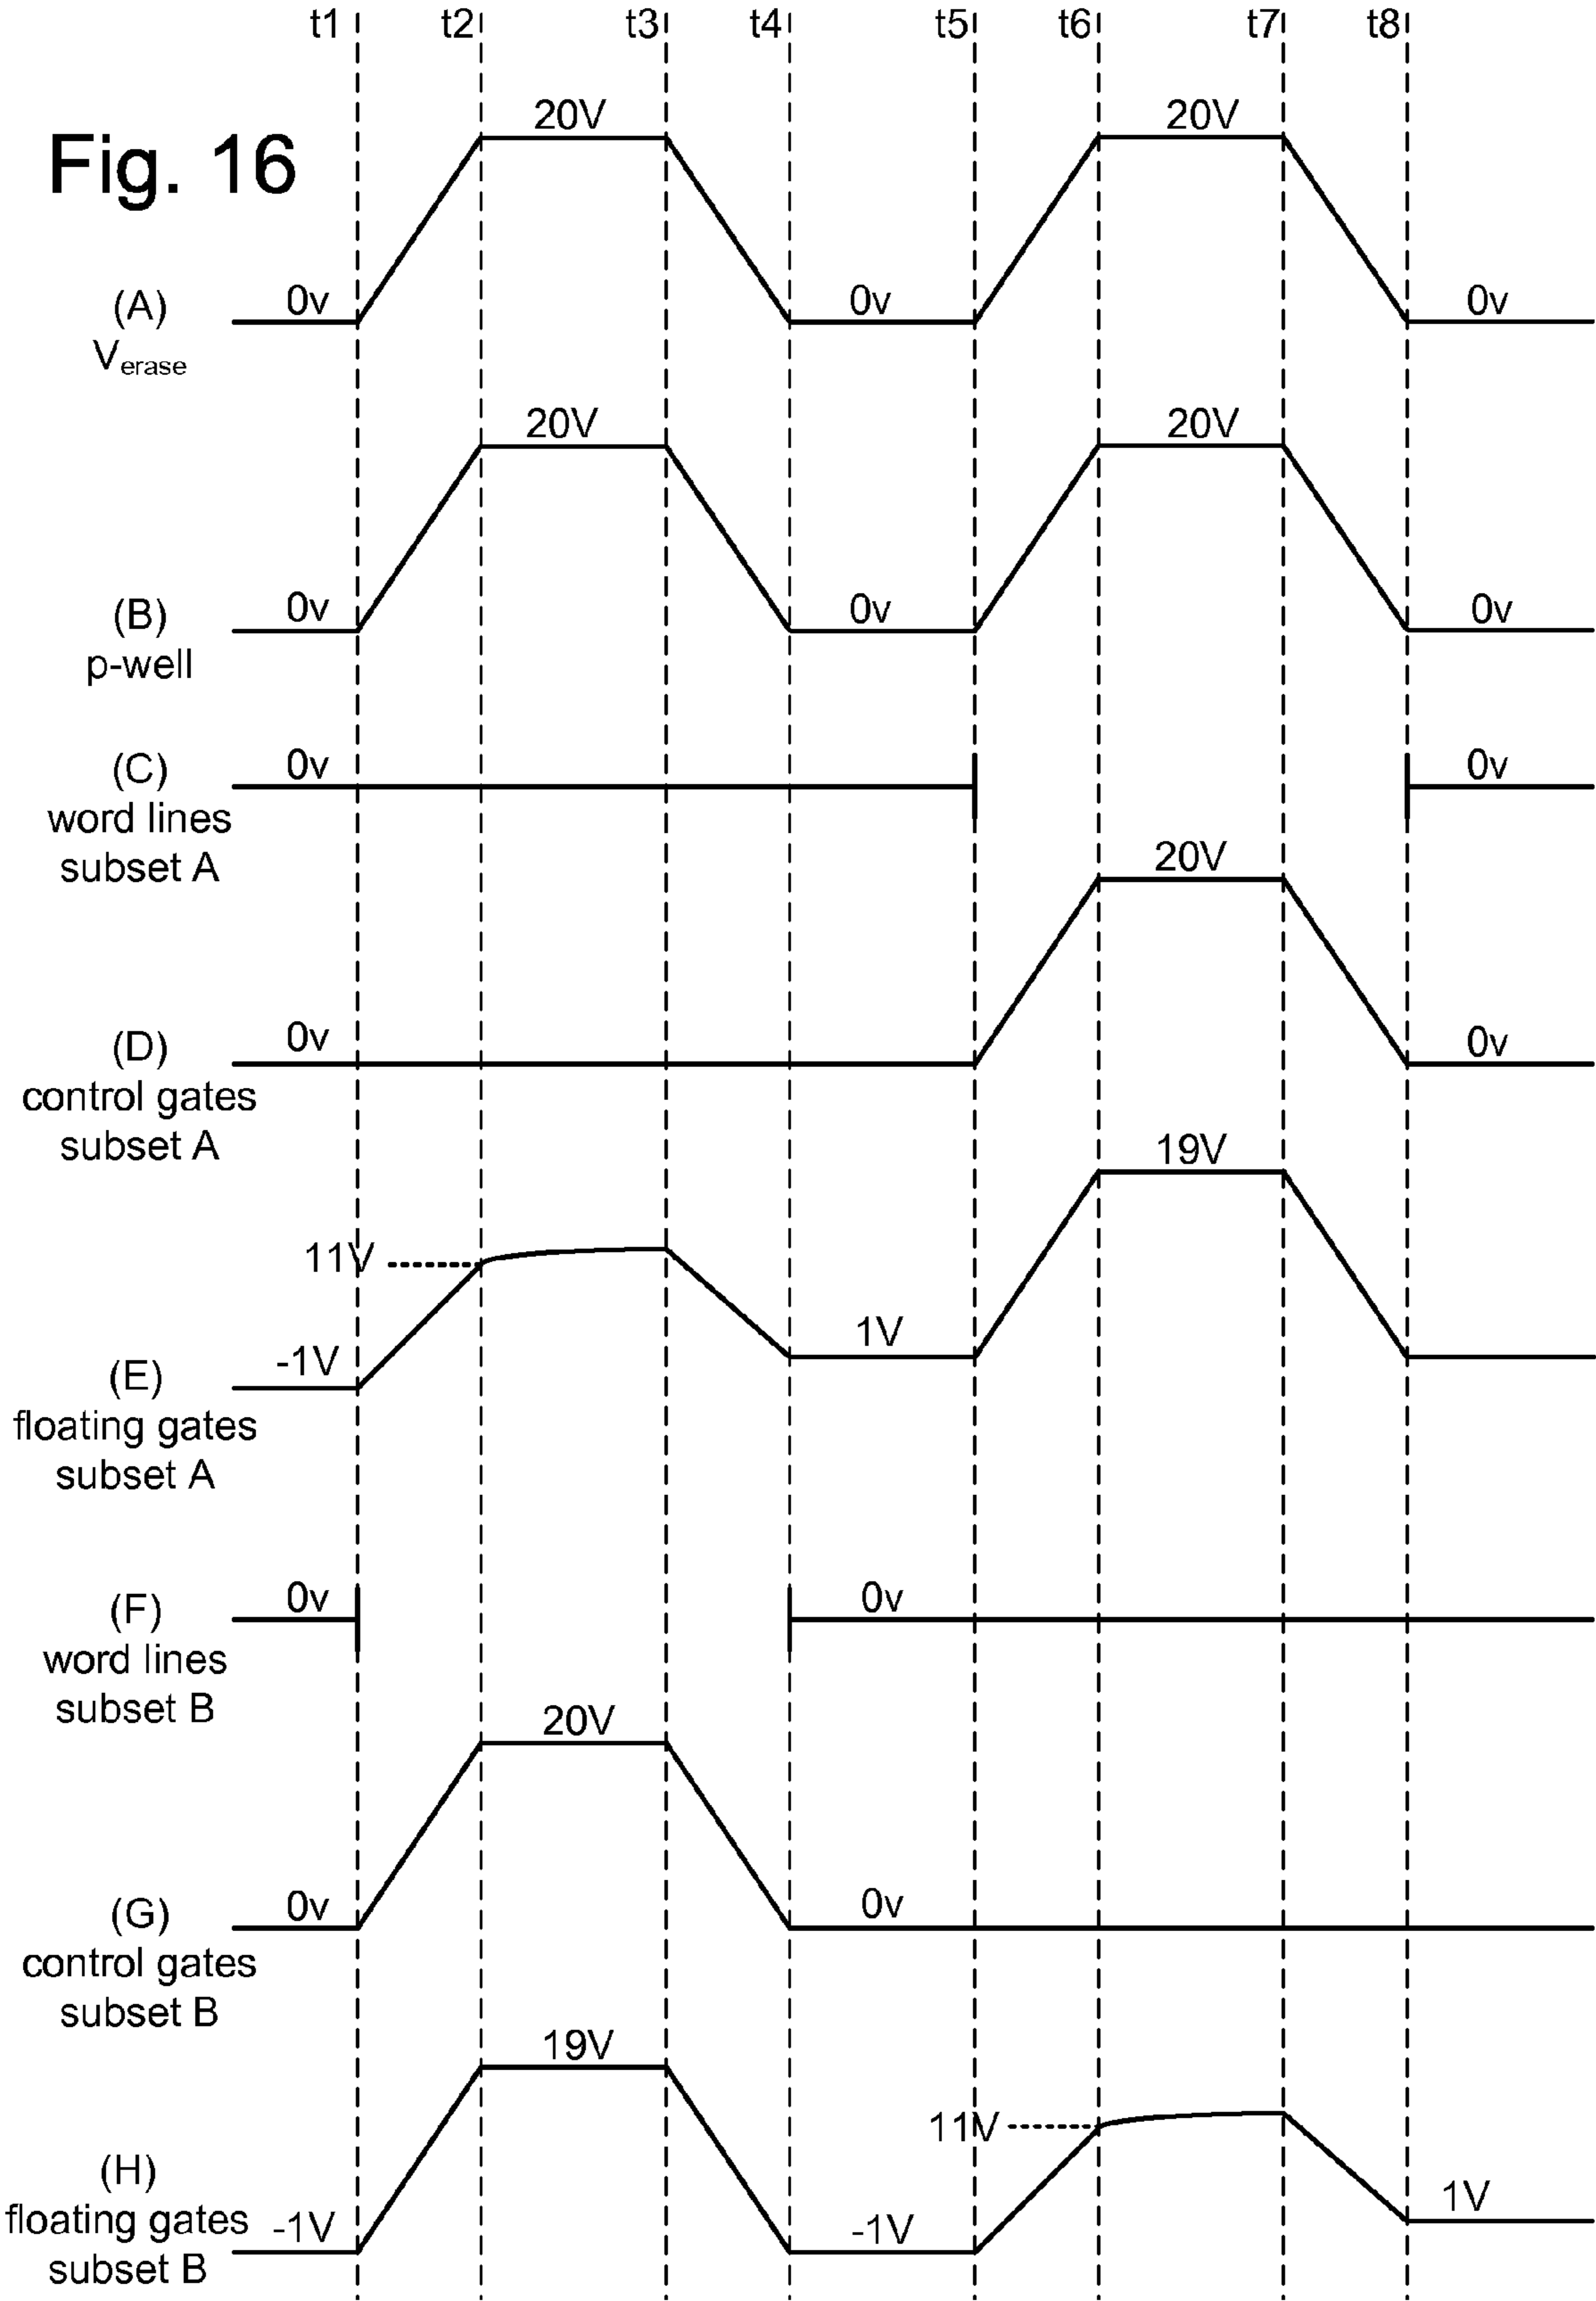 t1 t2 t3 t4 t5 t6 t7 t8
Fig. 16
20V 20V
(A) 0v 0v 0v
Verase
20V 20V
(B) 0v 0v 0v
p-well
(C) 0v 0v
word lines
subset A
20V
(D) 0v 0v
control gates
subset A
19V
11V
(E) -1V 1V
floating gates
subset A
(F) 0v 0v
word lines
subset B
20V
(G) 0v 0v
control gates
subset B
19V
11V
(H) 1V
floating gates -1V -1V
subset B